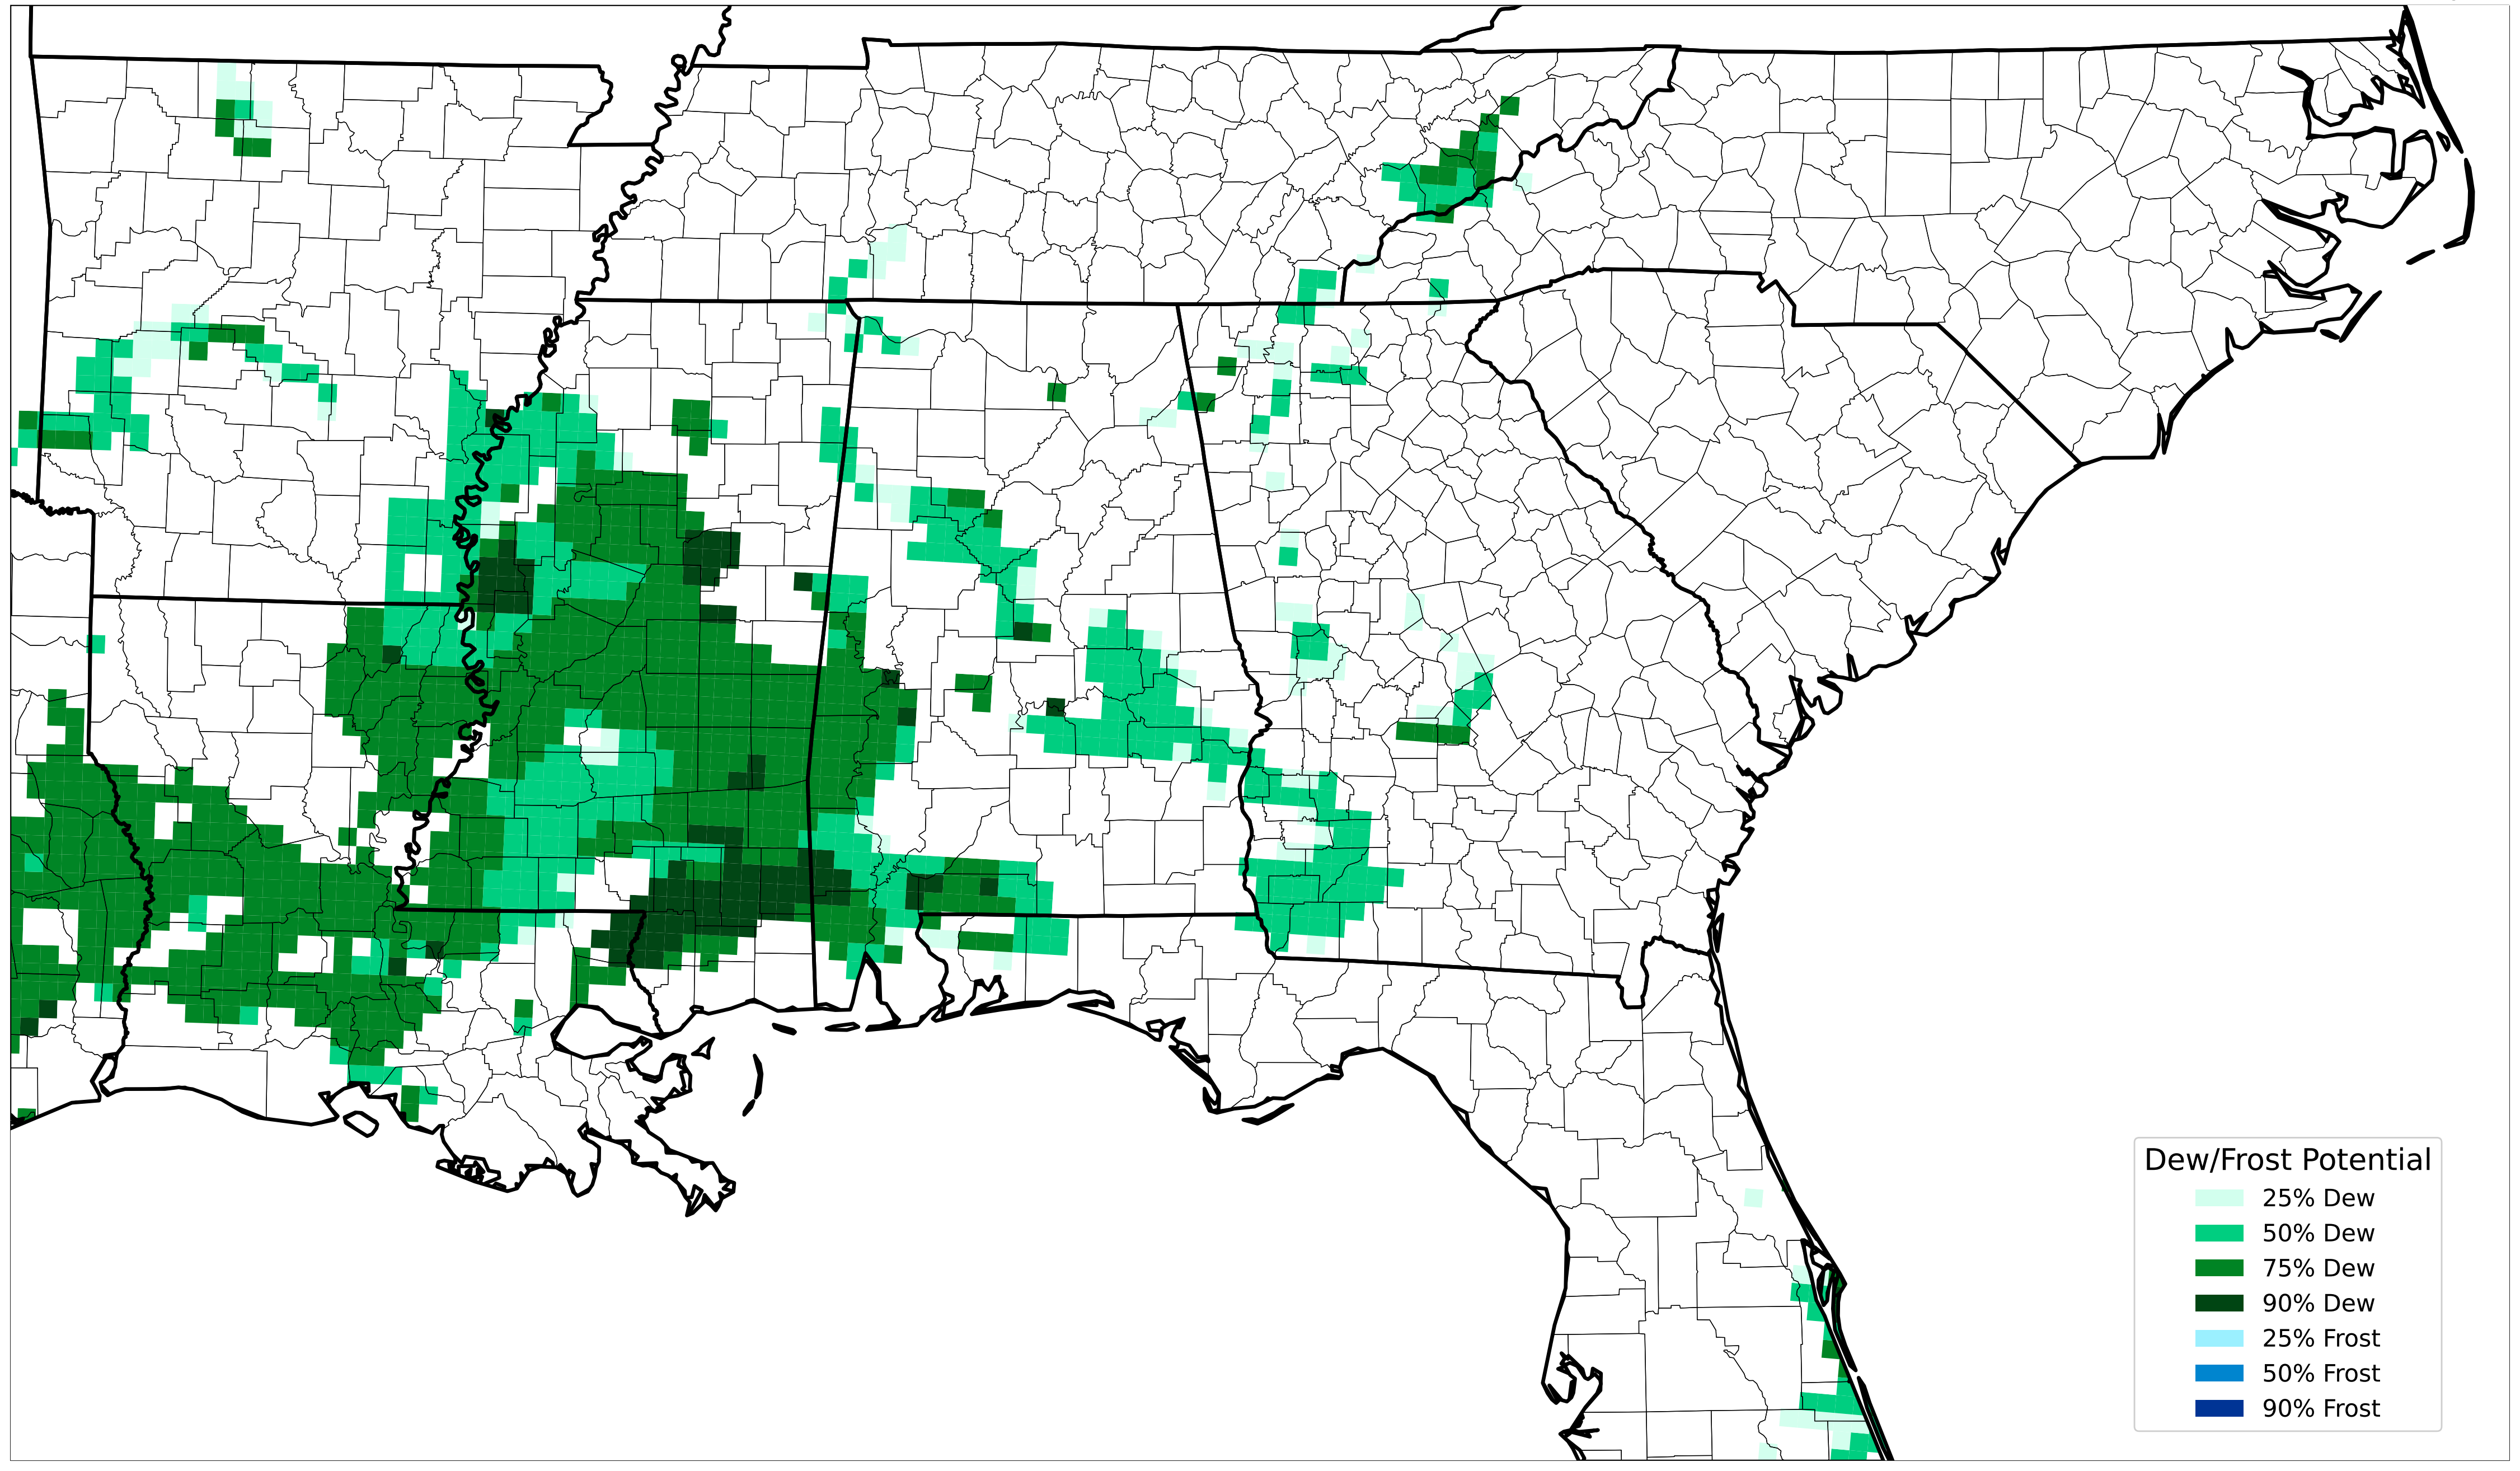 Dew/Frost Potential
25% Dew
50% Dew
75% Dew
90% Dew
25% Frost
50% Frost
90% Frost